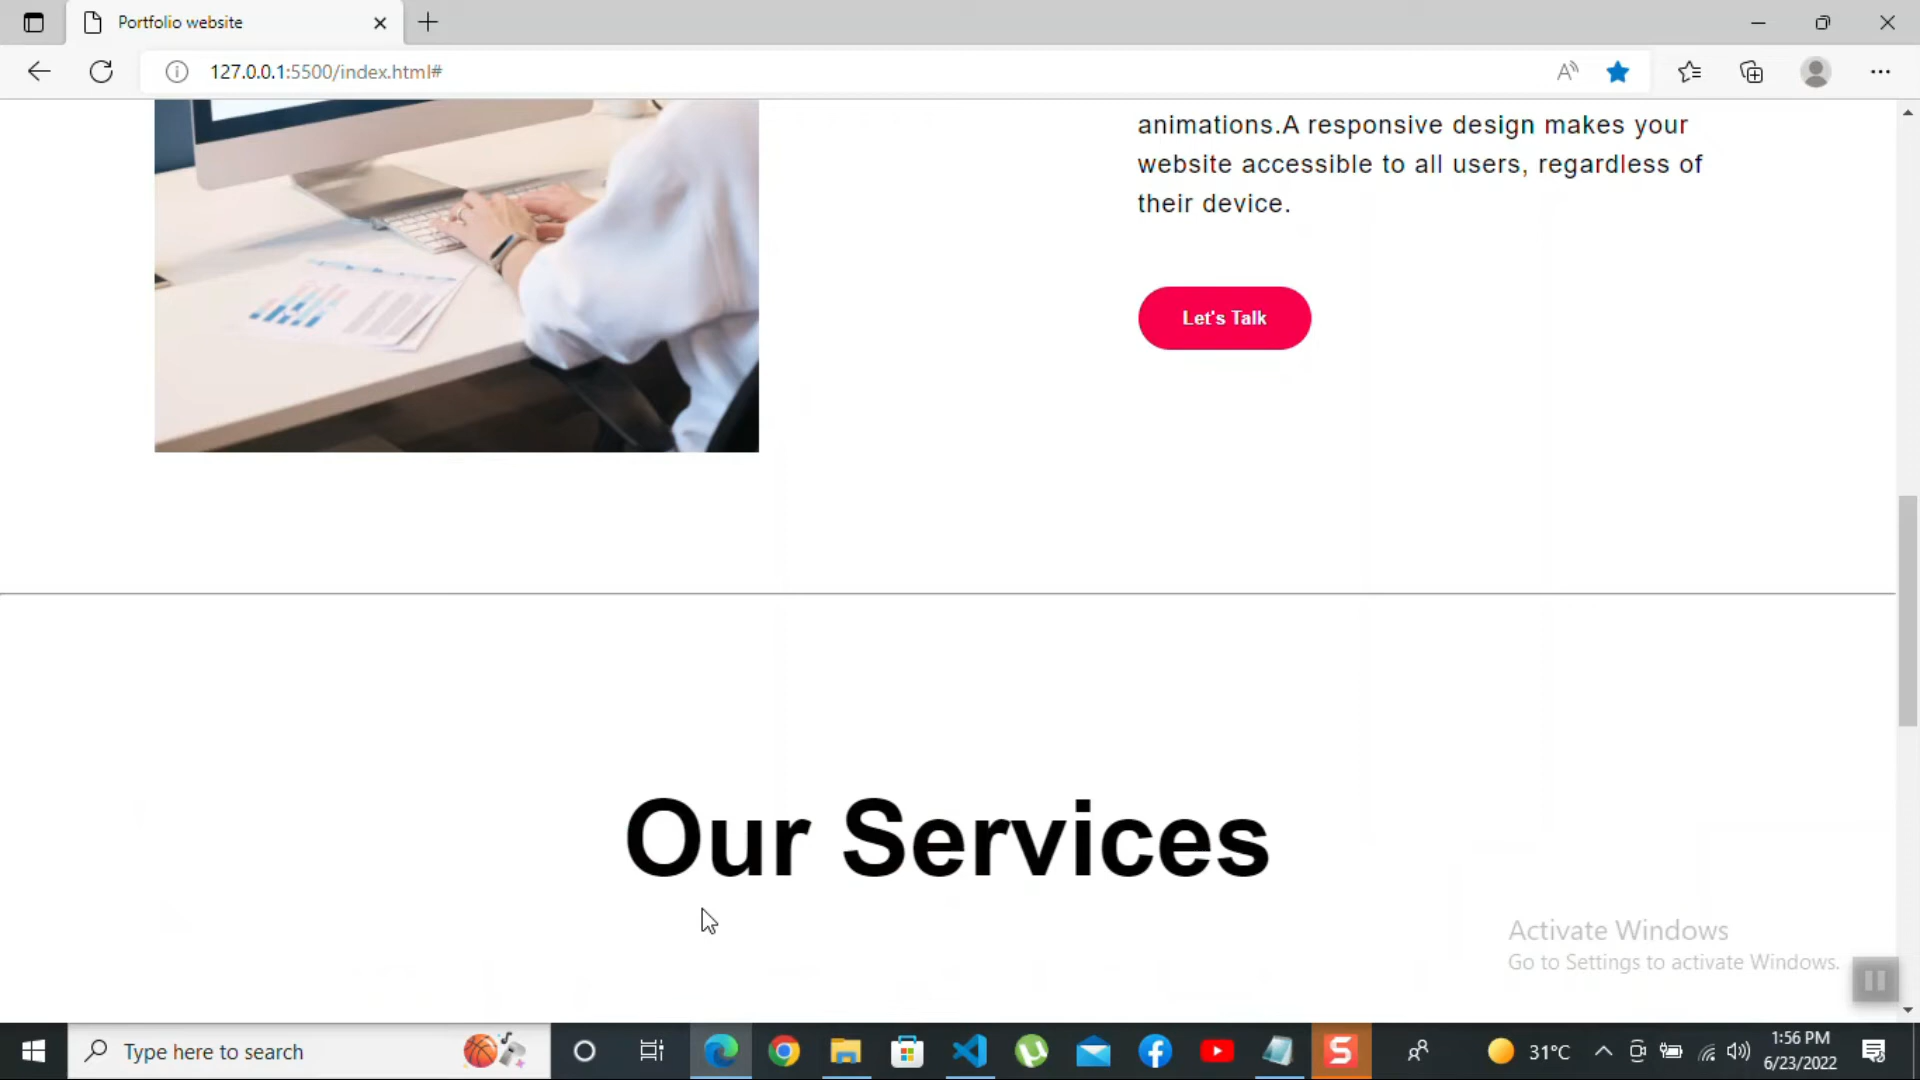 Portfolio website
127.0.0.1:5500/index.html#
animations.A responsive design makes your
website accessible to all users, regardless of
their device.
Let's Talk
Our Services
Activate Windows
Go to Settings to activate Windows.
Type here to search
31°C
1:56 PM
6/23/2022